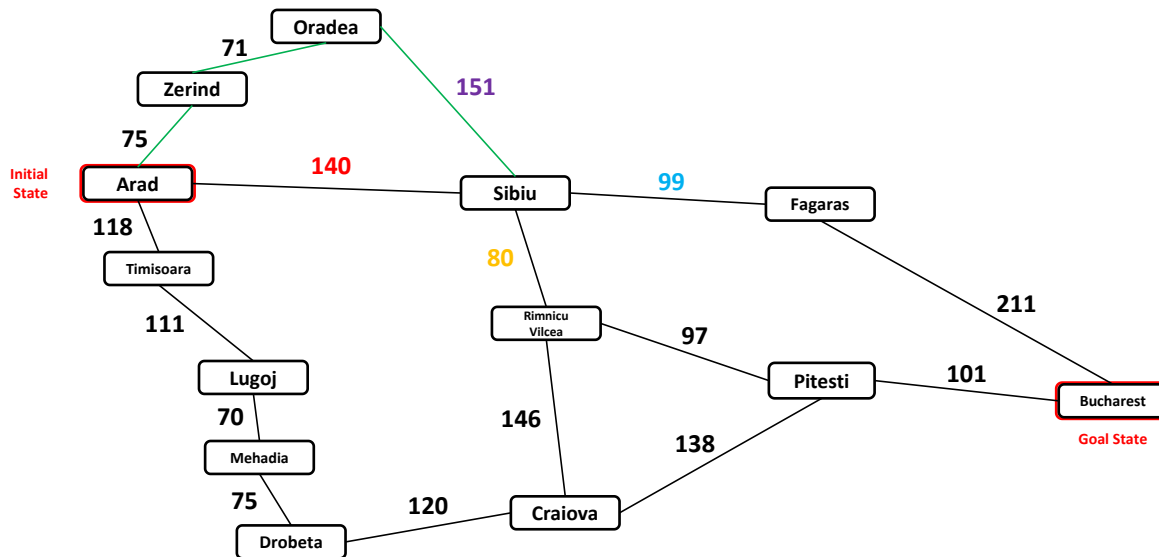 Oradea
71
Zerind
151
75
Initial
State
Arad
140
Sibiu
99
Fagaras
118
Timisoara
80
111
Rimnicu
Vilcea
97
211
Lugoj
Pitesti
101
Bucharest
70
146
138
Goal State
Mehadia
75
120
Craiova
Drobeta